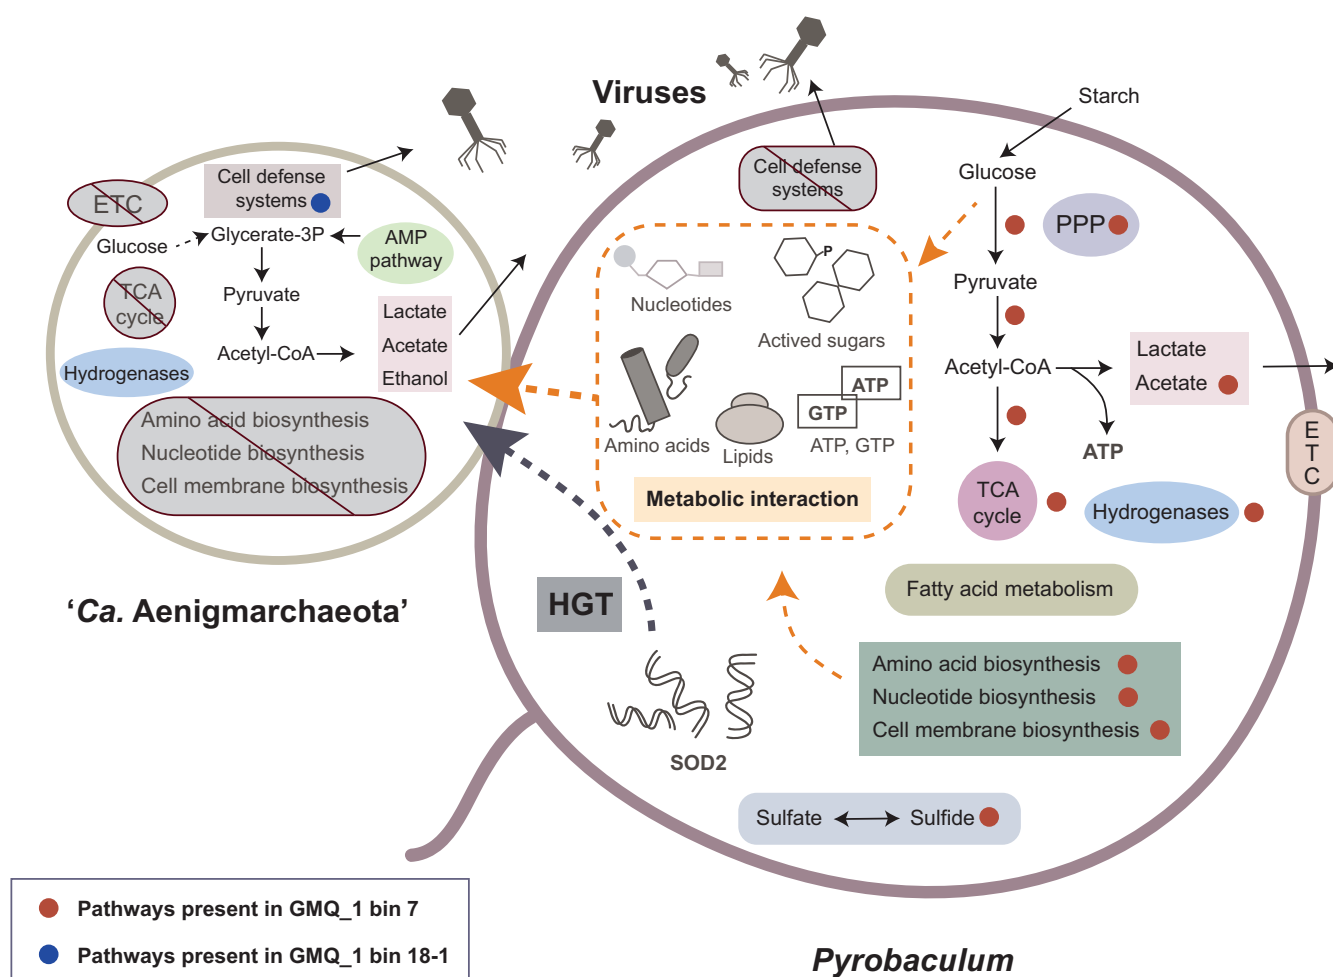 Viruses
Starch
Cell defense
systems
Glucose
PPP
Pyruvate
Acetyl-CoA
Lactate
Acetate
ATP
TCA
cycle
Hydrogenases
ETC
Fatty acid metabolism
Amino acid biosynthesis
Nucleotide biosynthesis
Cell membrane biosynthesis
Sulfate
Sulfide
Nucleotides
P
Actived sugars
Amino acids
Lipids
ATP
GTP
ATP, GTP
Metabolic interaction
HGT
SOD2
Pyrobaculum
ETC
Cell defense
systems
Glucose
Glycerate-3P
AMP
pathway
TCA
cycle
Pyruvate
Acetyl-CoA
Lactate
Acetate
Ethanol
Hydrogenases
Amino acid biosynthesis
Nucleotide biosynthesis
Cell membrane biosynthesis
‘Ca. Aenigmarchaeota’
Pathways present in GMQ_1 bin 7
Pathways present in GMQ_1 bin 18-1